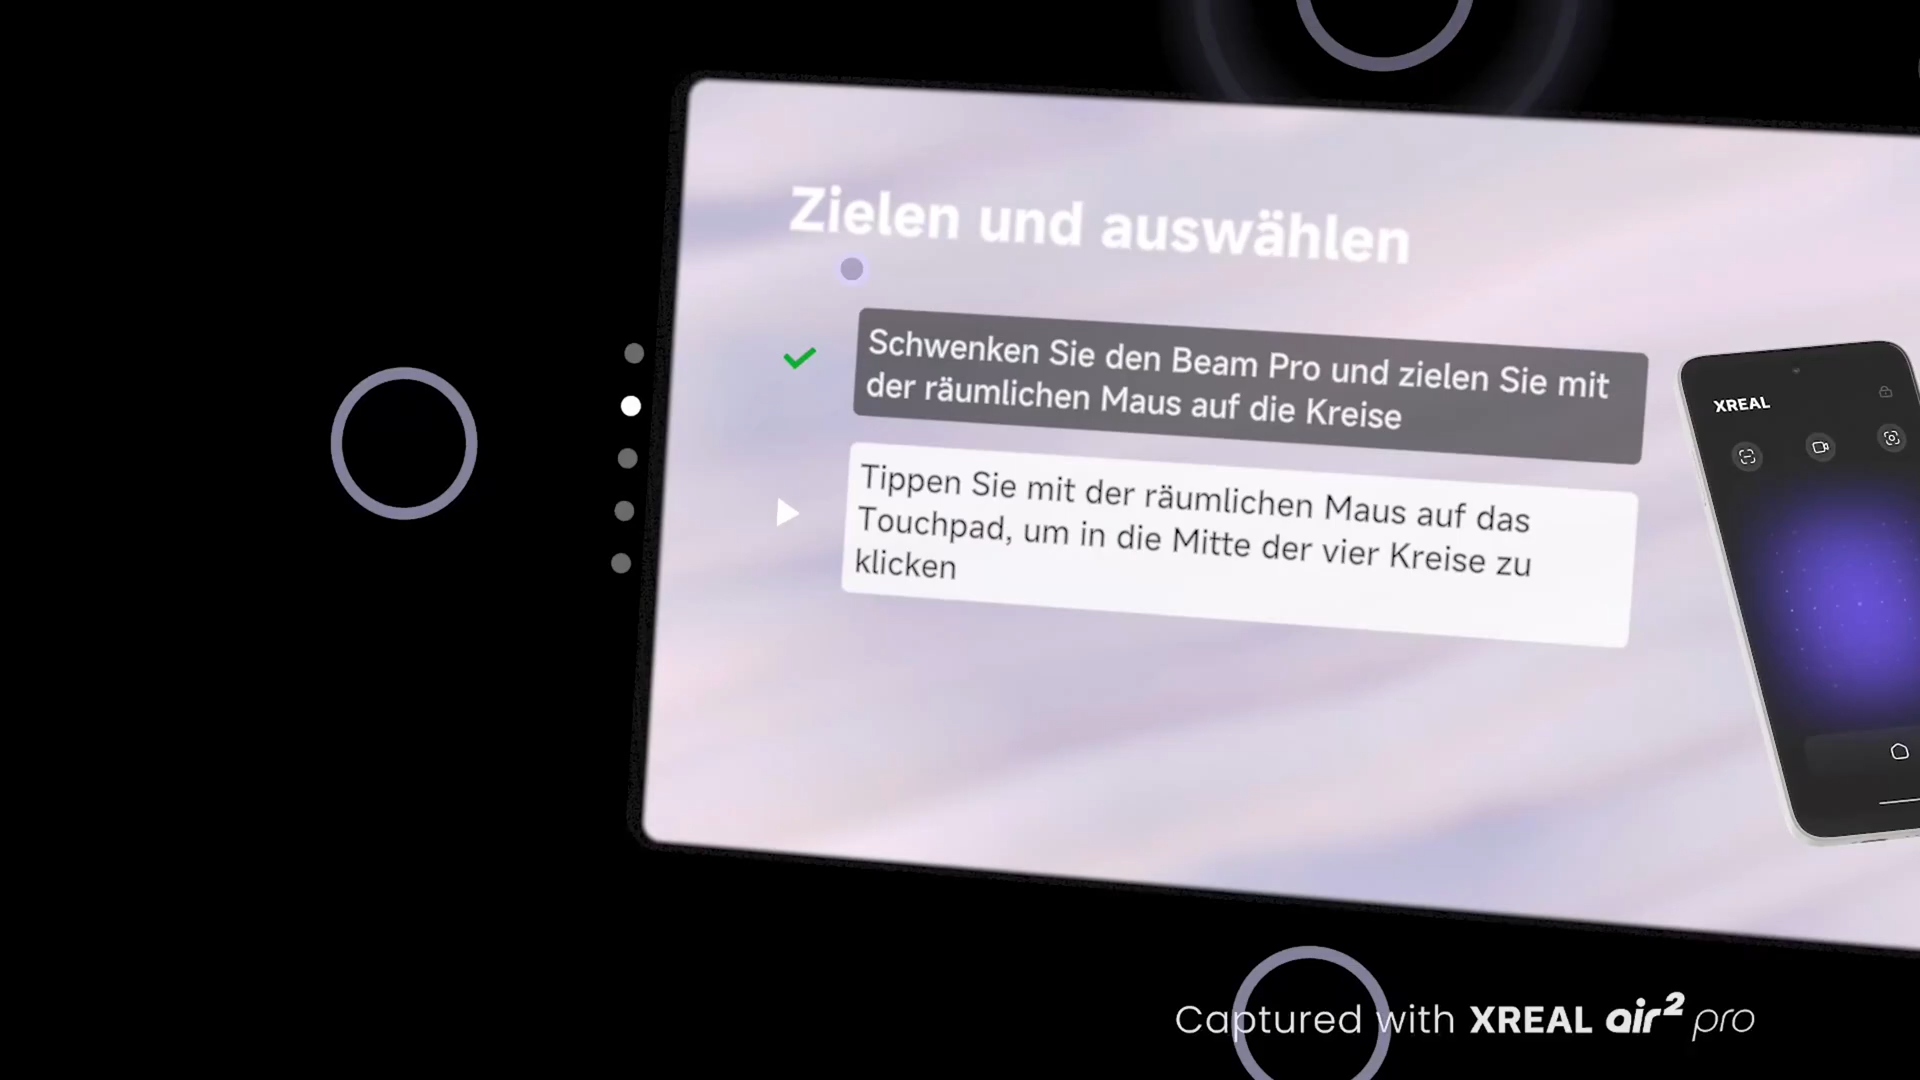 Zielen und auswählen
Schwenken Sie den Beam Pro und zielen Sie mit
der räumlichen Maus auf die Kreise
Tippen Sie mit der räumlichen Maus auf das
Touchpad, um in die Mitte der vier Kreise zu
klicken
XREAL
Captured with XREAL air² pro